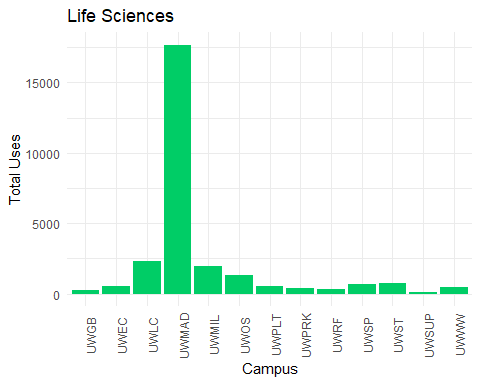 Life Sciences
Total Uses
15000
10000
5000
0
UWGB
UWEC
UWLC
UWMAD
UWMIL
UWOS
UWPLT
UWPRK
UWRF
UWSP
UWST
UWSUP
UWWW
Campus